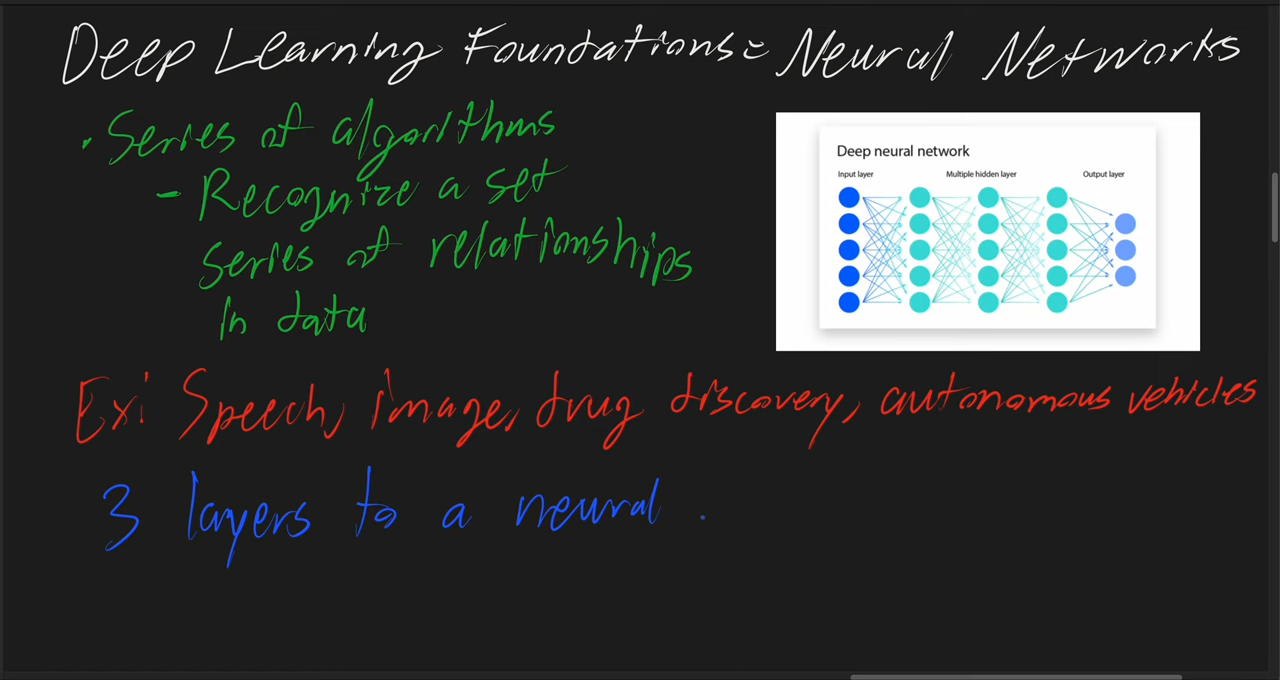 Deep Learning Foundations: Neural Networks
· Series of algorithms
- Recognize a set
series of relationships
in data
Deep neural network
Input layer Multiple hidden layer Output layer
Ex: Speech, image, drug discovery, autonomous vehicles
3 layers to a neural